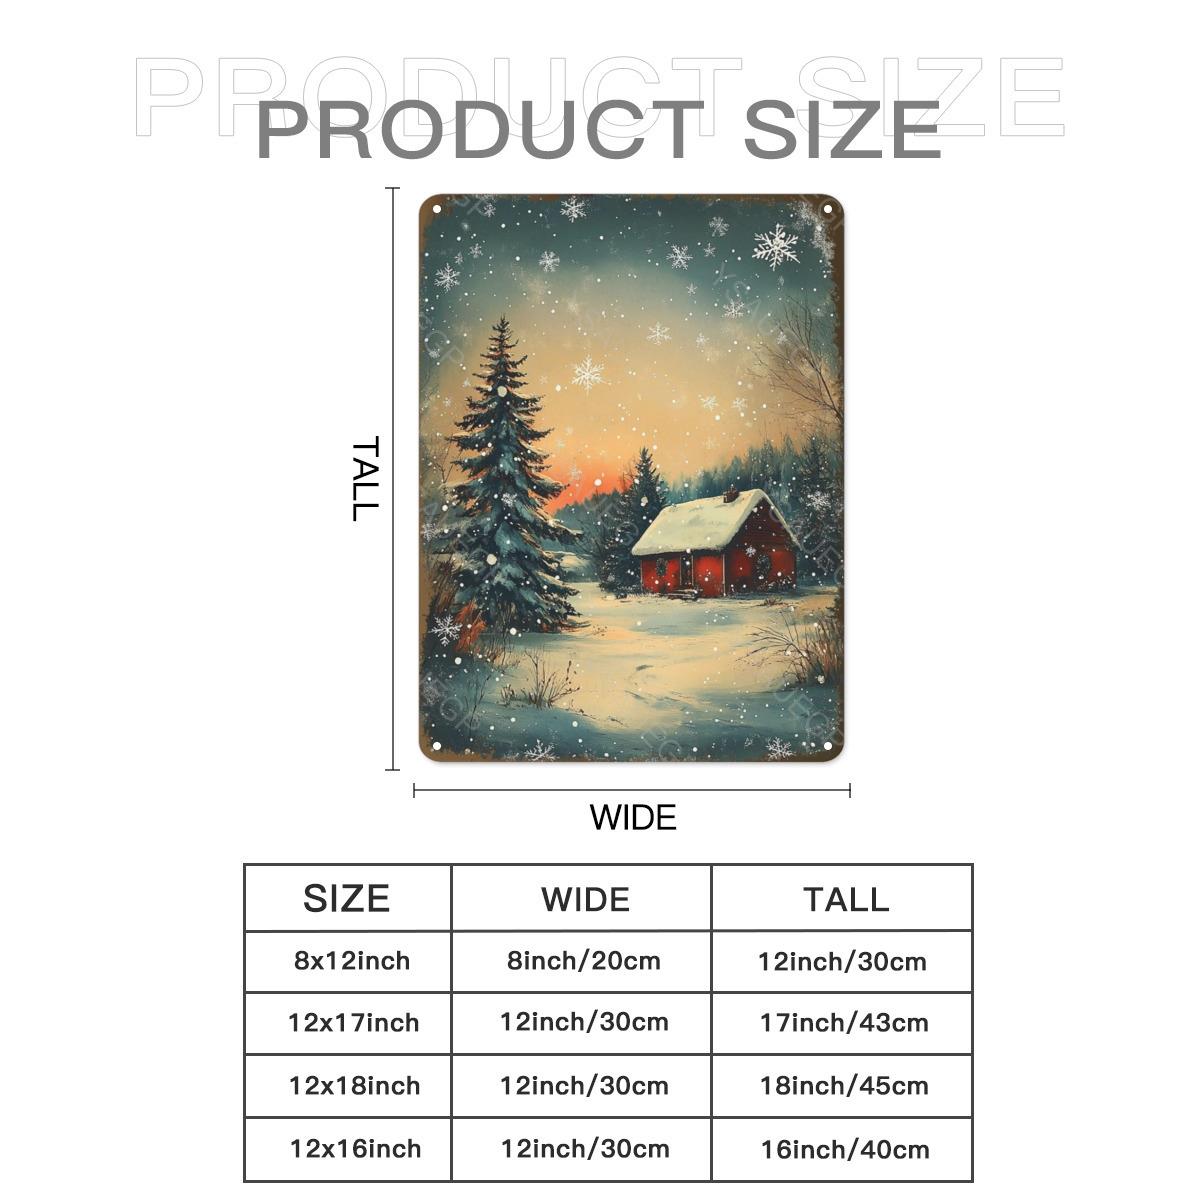 PRODUCT SIZE
PRODUCT SIZE
TALL
WIDE
SIZE WIDE TALL
8x12inch 8inch/20cm 12inch/30cm
12x17inch 12inch/30cm 17inch/43cm
12x18inch 12inch/30cm 18inch/45cm
12x16inch 12inch/30cm 16inch/40cm